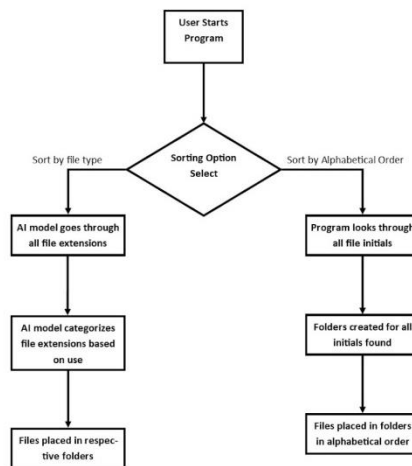 User Starts
Program
Sort by file type
Sorting Option
Select
Sort by Alphabetical Order
AI model goes through
all file extensions
Program looks through
all file initials
AI model categorizes
file extensions based
on use
Folders created for all
initials found
Files placed in respec-
tive folders
Files placed in folders
in alphabetical order